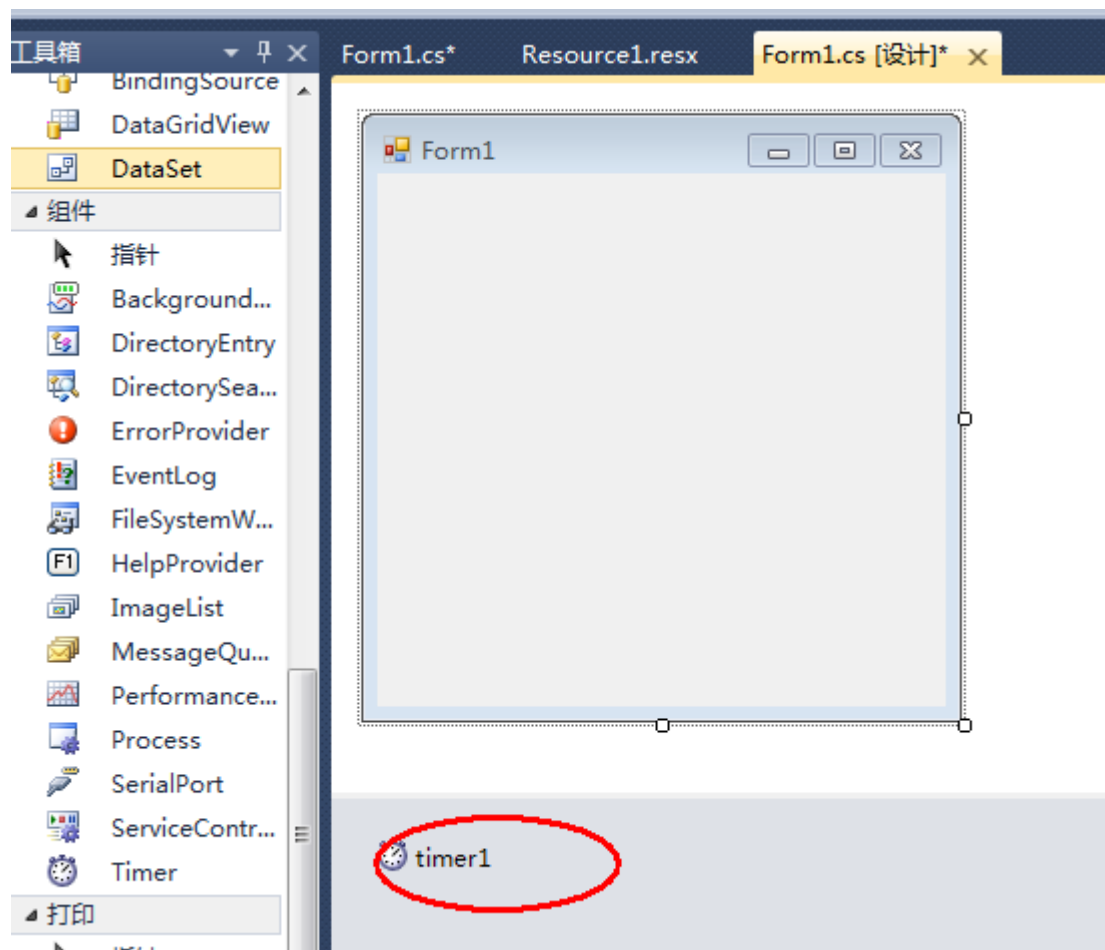 工具箱
Form1.cs*
Resource1.resx
Form1.cs [设计]*
BindingSource
DataGridView
DataSet
组件
指针
Background...
DirectoryEntry
DirectorySea...
ErrorProvider
EventLog
FileSystemW...
F1 HelpProvider
ImageList
MessageQu...
Performance...
Process
SerialPort
ServiceContr...
Timer
打印
Form1
timer1